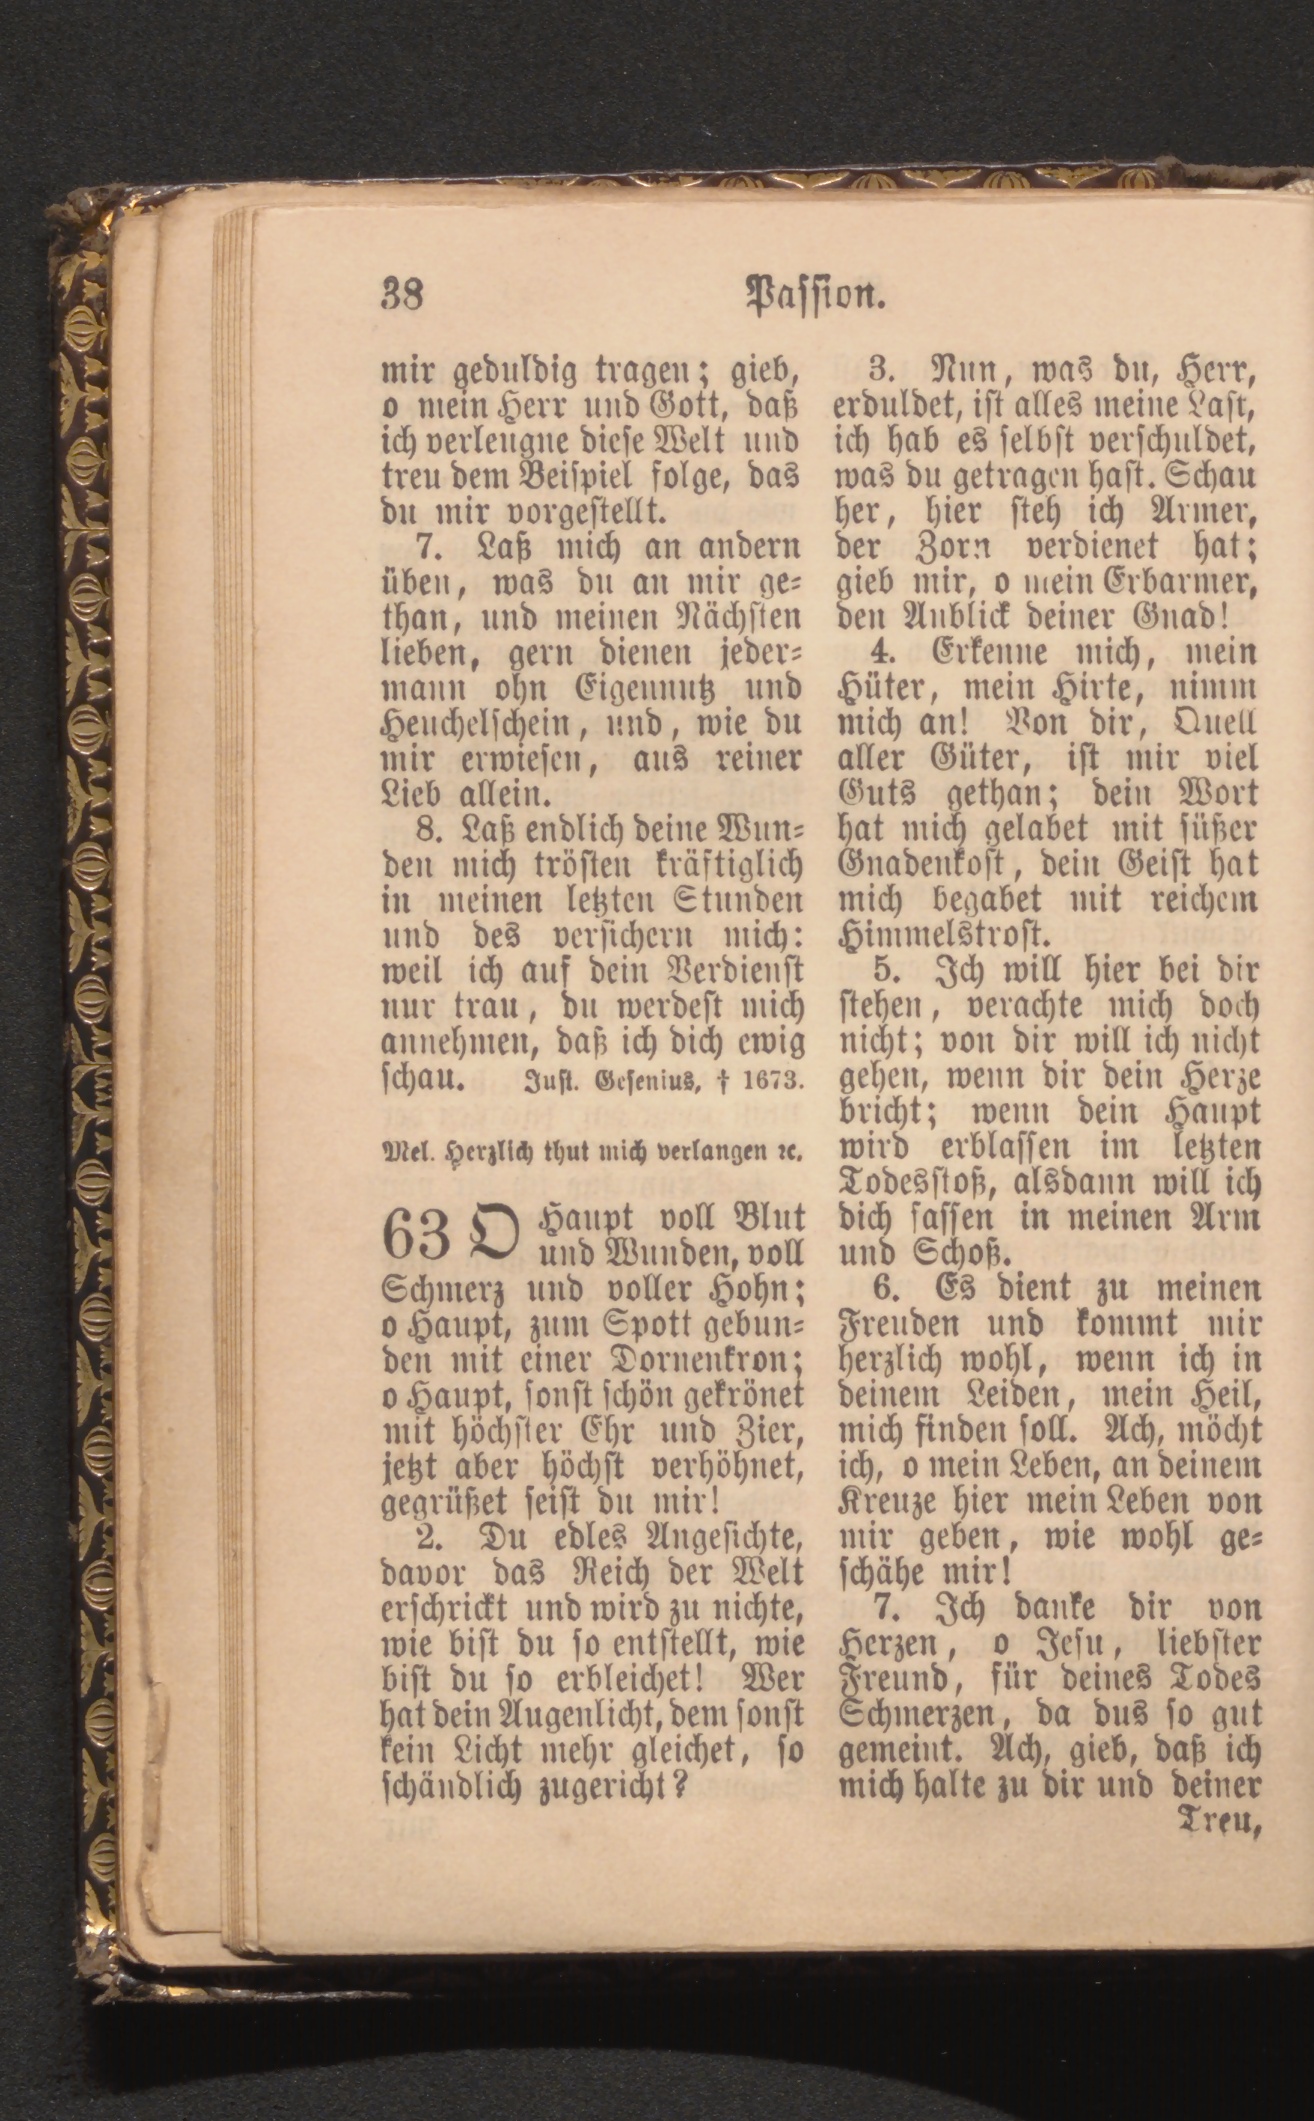 38
Passion.
mir geduldig tragen; gieb,
o mein Herr und Gott, daß
ich verleugne diese Welt und
treu dem Beispiel folge, das
du mir vorgestellt.
7. Laß mich an andern
üben, was du an mir ge-
than, und meinen Nächsten
lieben, gern dienen jeder-
mann ohn Eigennutz und
Heuchelschein, und, wie du
mir erwiesen, aus reiner
Lieb allein.
8. Laß endlich deine Wun-
den mich trösten kräftiglich
in meinen letzten Stunden
und des versichern mich:
weil ich auf dein Verdienst
nur trau, du werdest mich
annehmen, daß ich dich ewig
schau. Just. Gesenius, † 1673.
Mel. Herzlich thut mich verlangen ꝛc.
63 O Haupt voll Blut
und Wunden, voll
Schmerz und voller Hohn;
o Haupt, zum Spott gebun-
den mit einer Dornenkron;
o Haupt, sonst schön gekrönet
mit höchster Ehr und Zier,
jetzt aber höchst verhöhnet,
gegrüßet seist du mir!
2. Du edles Angesichte,
davor das Reich der Welt
erschrickt und wird zu nichte,
wie bist du so entstellt, wie
bist du so erbleichet! Wer
hat dein Augenlicht, dem sonst
kein Licht mehr gleichet, so
schändlich zugericht?
3. Nun, was du, Herr,
erduldet, ist alles meine Last,
ich hab es selbst verschuldet,
was du getragen hast. Schau
her, hier steh ich Armer,
der Zorn verdienet hat;
gieb mir, o mein Erbarmer,
den Anblick deiner Gnad!
4. Erkenne mich, mein
Hüter, mein Hirte, nimm
mich an! Von dir, Quell
aller Güter, ist mir viel
Guts gethan; dein Wort
hat mich gelabet mit süßer
Gnadenkost, dein Geist hat
mich begabet mit reichem
Himmelstrost.
5. Ich will hier bei dir
stehen, verachte mich doch
nicht; von dir will ich nicht
gehen, wenn dir dein Herze
bricht; wenn dein Haupt
wird erblassen im letzten
Todesstoß, alsdann will ich
dich fassen in meinen Arm
und Schoß.
6. Es dient zu meinen
Freuden und kommt mir
herzlich wohl, wenn ich in
deinem Leiden, mein Heil,
mich finden soll. Ach, möcht
ich, o mein Leben, an deinem
Kreuze hier mein Leben von
mir geben, wie wohl ge-
schähe mir!
7. Ich danke dir von
Herzen, o Jesu, liebster
Freund, für deines Todes
Schmerzen, da dus so gut
gemeint. Ach, gieb, daß ich
mich halte zu dir und deiner
Treu,